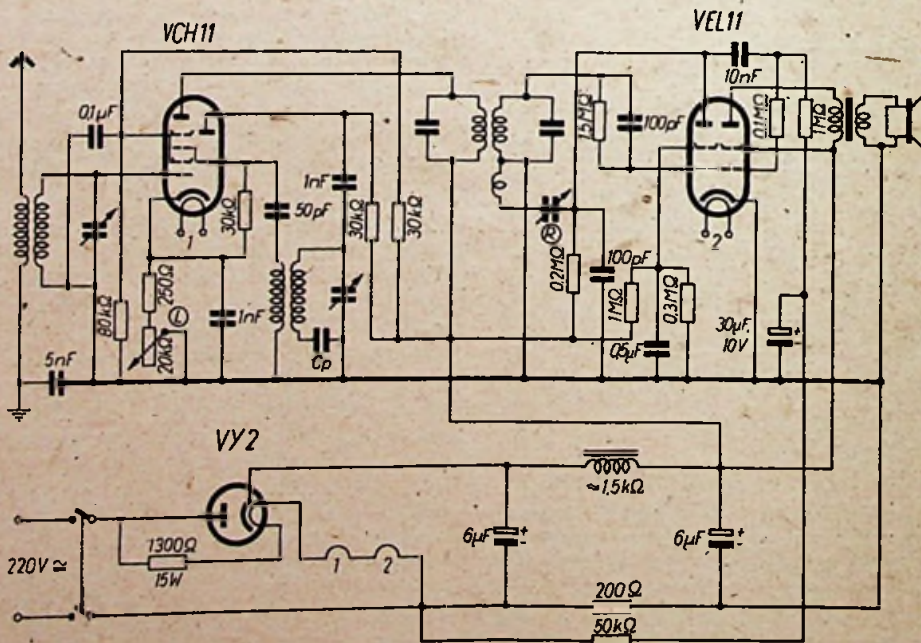 VCH11
VEL11
0,1µF
10nF
1,5MΩ
100pF
0,1MΩ
1MΩ
1nF
50pF
30kΩ
30kΩ
30kΩ
1
2
R
250Ω
80kΩ
L
20kΩ
1nF
Cp
0,2MΩ
100pF
1MΩ
0,3MΩ
0,5µF
30µF,
10V
+
-
5nF
VY2
≈1,5kΩ
220V ≂
1300Ω
15W
1
2
6µF
+
-
6µF
+
-
200Ω
50kΩ